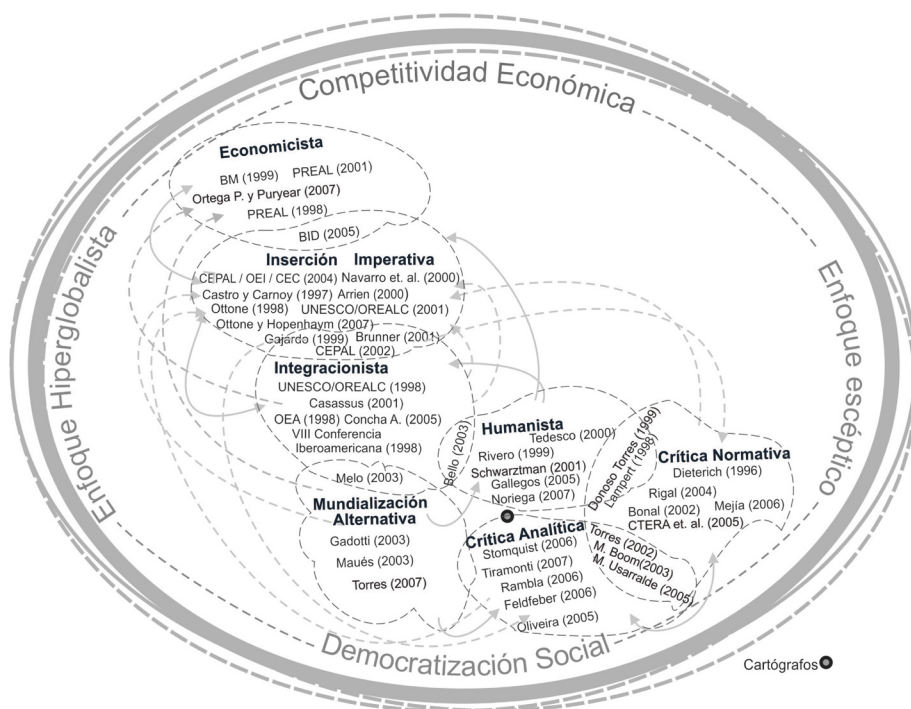 Competitividad Económica
Enfoque Hiperglobalista
Enfoque escéptico
Economicista
BM (1999) PREAL (2001)
Ortega P. y Puryear (2007)
PREAL (1998)
BID (2005)
Inserción Imperativa
CEPAL / OEI / CEC (2004) Navarro et. al. (2000)
Castro y Carnoy (1997) Arrien (2000)
Ottone (1998) UNESCO/OREALC (2001)
Ottone y Hopenhaym (2007)
Gajardo (1999) Brunner (2001)
CEPAL (2002)
Integracionista
UNESCO/OREALC (1998)
Casassus (2001)
OEA (1998) Concha A. (2005)
VIII Conferencia
Iberoamericana (1998)
Melo (2003)
Bello (2003)
Humanista
Tedesco (2000)
Rivero (1999)
Schwarztman (2001)
Gallegos (2005)
Noriega (2007)
Donoso Torres (1999)
Lampert (1998)
Crítica Normativa
Dieterich (1996)
Rigal (2004)
Bonal (2002) Mejía (2006)
CTERA et. al. (2005)
Mundialización
Alternativa
Gadotti (2003)
Maués (2003)
Torres (2007)
Crítica Analítica
Stomquist (2006)
Tiramonti (2007)
Rambla (2006)
Feldfeber (2006)
Oliveira (2005)
Torres (2002)
M. Boom(2003)
M. Usarralde (2005)
Democratización Social
Cartógrafos